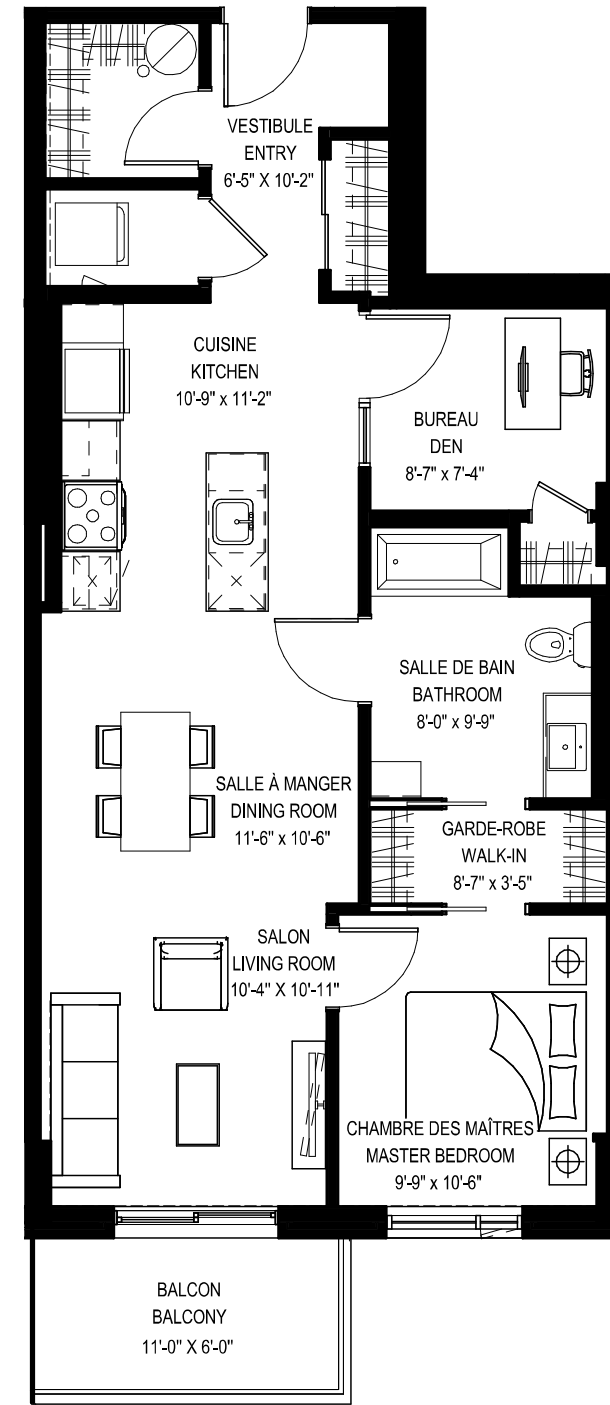 VESTIBULE
ENTRY
6'-5" X 10'-2"
CUISINE
KITCHEN
10'-9" x 11'-2"
BUREAU
DEN
8'-7" x 7'-4"
SALLE DE BAIN
BATHROOM
8'-0" x 9'-9"
SALLE À MANGER
DINING ROOM
11'-6" x 10'-6"
GARDE-ROBE
WALK-IN
8'-7" x 3'-5"
SALON
LIVING ROOM
10'-4" X 10'-11"
CHAMBRE DES MAÎTRES
MASTER BEDROOM
9'-9" x 10'-6"
BALCON
BALCONY
11'-0" X 6'-0"